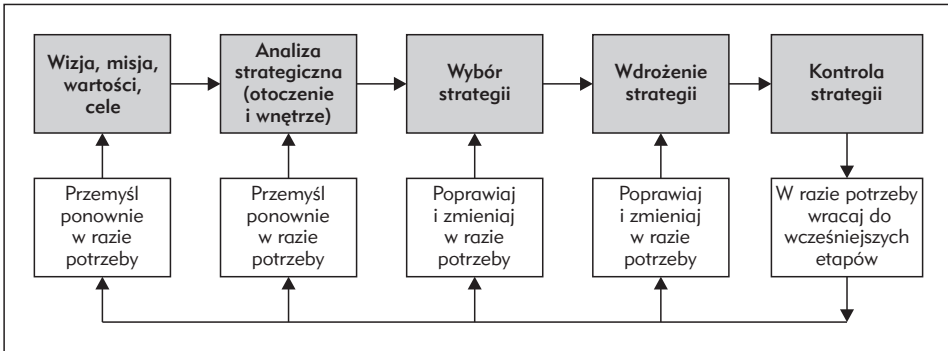 Wizja, misja,
wartości,
cele
Analiza
strategiczna
(otoczenie
i wnętrze)
Wybór
strategii
Wdrożenie
strategii
Kontrola
strategii
Przemyśl
ponownie
w razie
potrzeby
Przemyśl
ponownie
w razie
potrzeby
Poprawiaj
i zmieniaj
w razie
potrzeby
Poprawiaj
i zmieniaj
w razie
potrzeby
W razie potrzeby
wracaj do
wcześniejszych
etapów